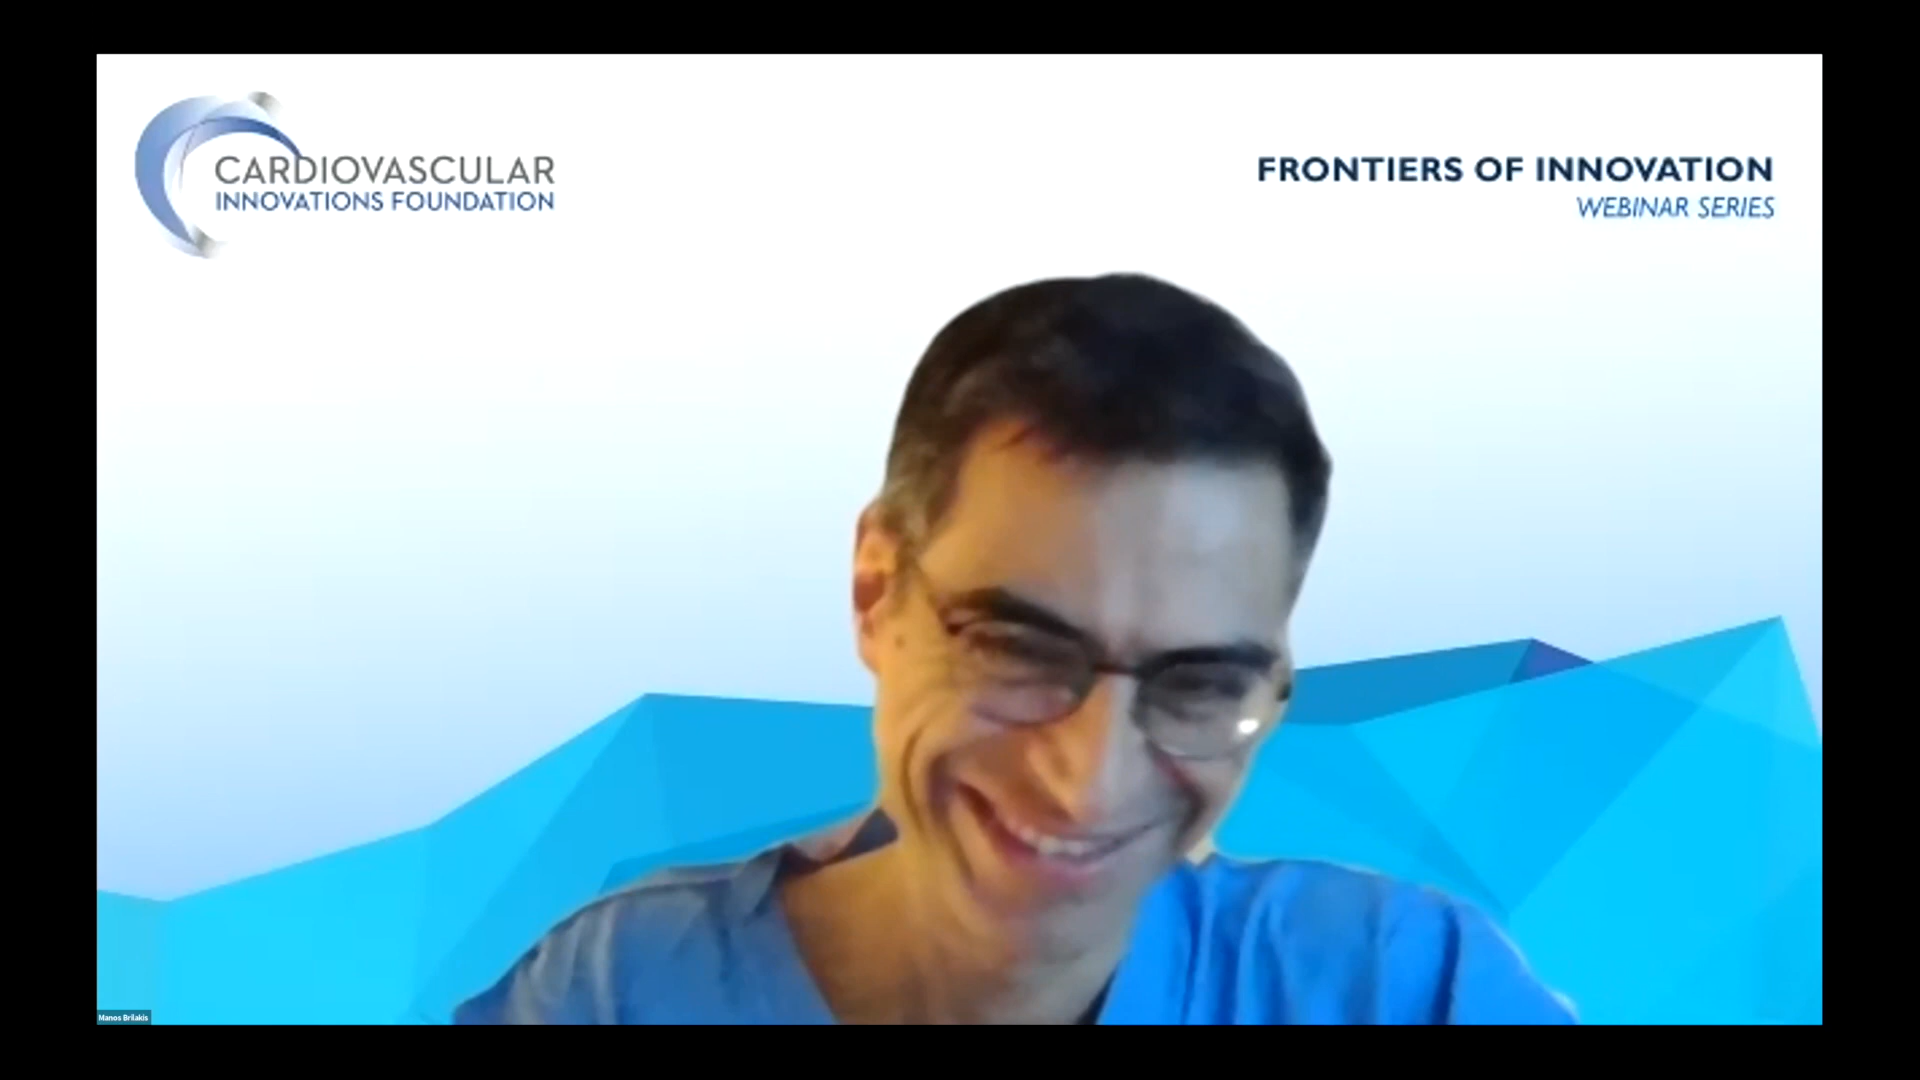 CARDIOVASCULAR
INNOVATIONS FOUNDATION
FRONTIERS OF INNOVATION
WEBINAR SERIES
Manos Brilakis